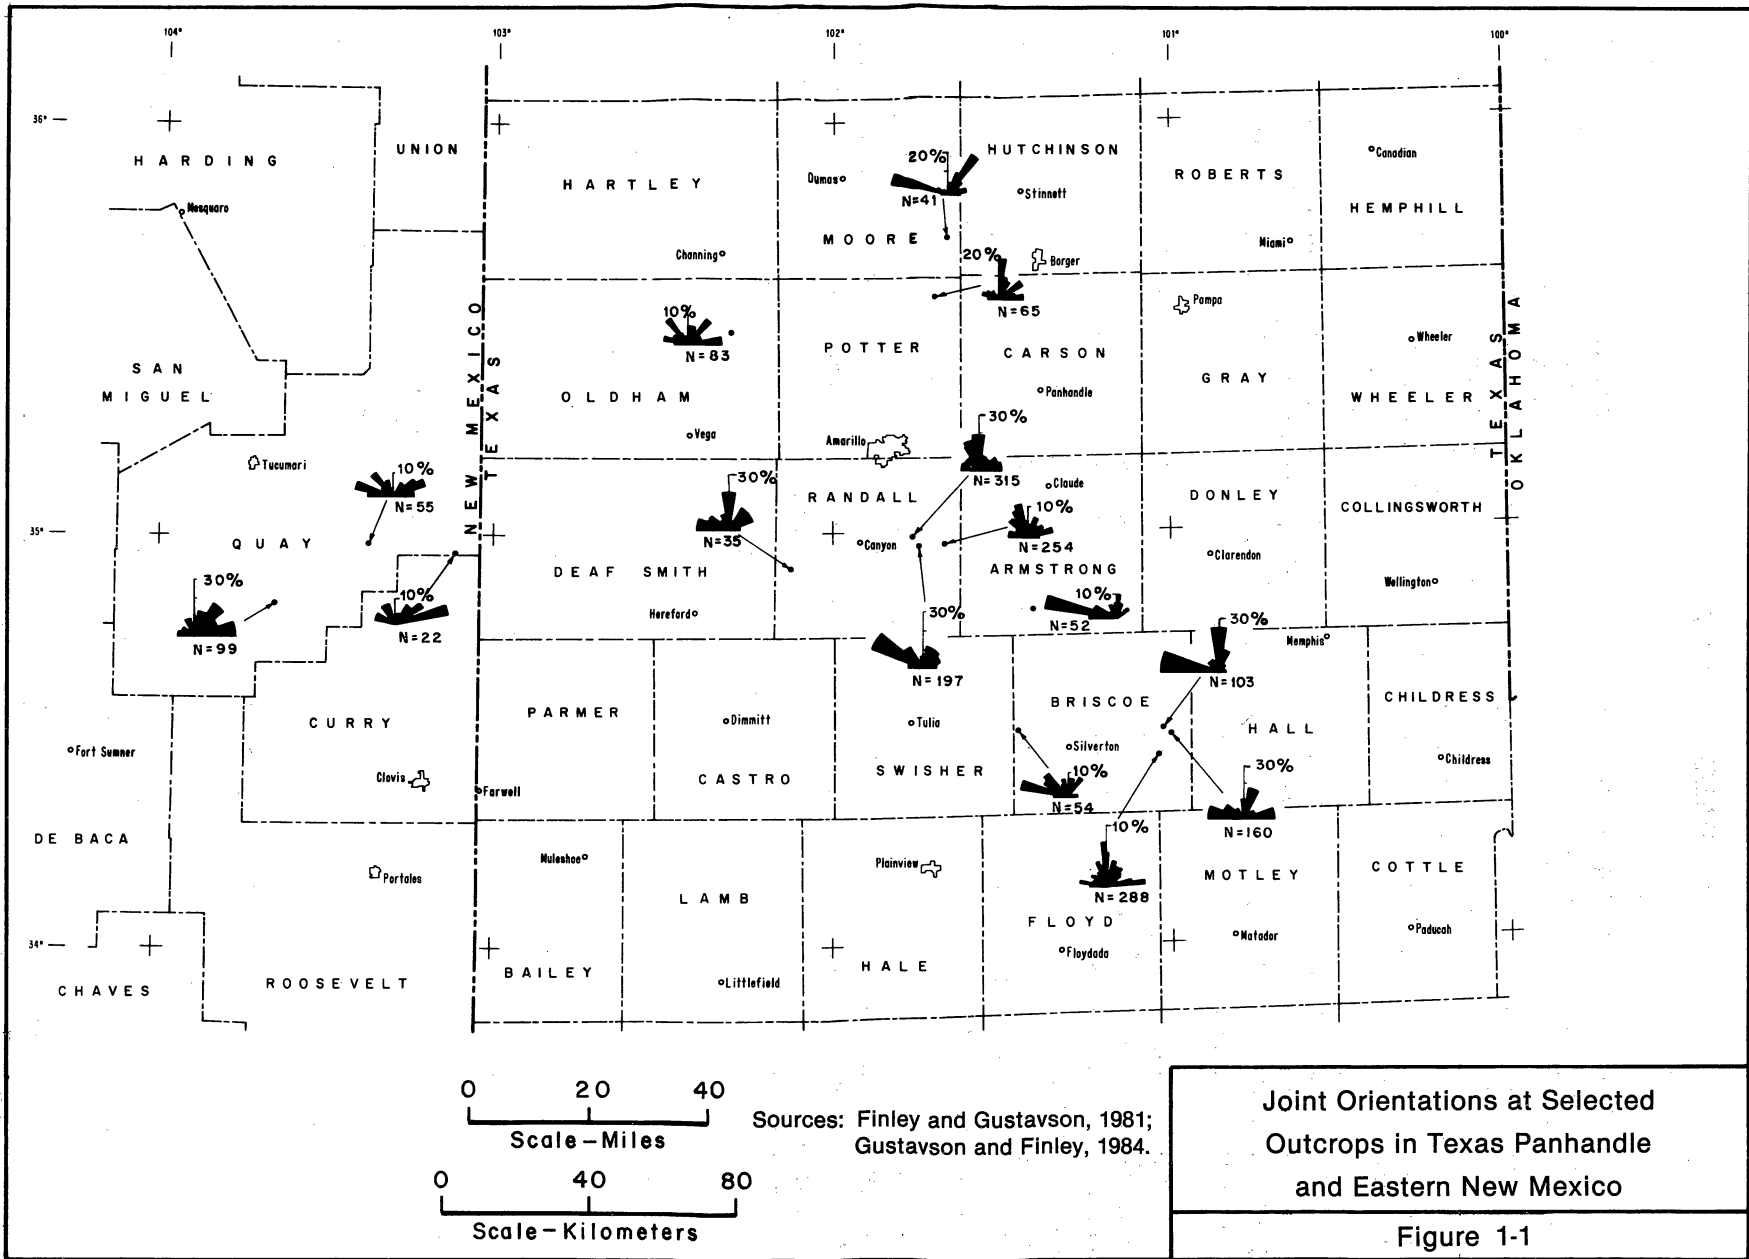 104°
103°
102°
101°
100°
36°
HARDING
UNION
HARTLEY
Dumas
20%
N=41
HUTCHINSON
Stinnett
ROBERTS
Canadian
HEMPHILL
Mosquaro
MOORE
Channing
20%
N=65
Borger
Miami
Pampa
10%
N=83
NEW MEXICO
TEXAS
POTTER
CARSON
Panhandle
GRAY
Wheeler
WHEELER
TEXAS
OKLAHOMA
SAN
MIGUEL
OLDHAM
Vega
Amarillo
30%
N=315
Tucumari
10%
N=55
30%
N=35
RANDALL
Claude
10%
N=254
DONLEY
COLLINGSWORTH
35°
QUAY
Canyon
Clarendon
DEAF SMITH
ARMSTRONG
Wellington
30%
N=99
10%
N=22
Hereford
30%
N=197
10%
N=52
30%
N=103
Memphis
CURRY
PARMER
Dimmitt
Tulia
BRISCOE
HALL
CHILDRESS
Fort Sumner
Clovis
Farwell
CASTRO
SWISHER
Silverton
10%
N=54
30%
N=160
Childress
DE BACA
Portales
Muleshoe
LAMB
Plainview
10%
N=288
MOTLEY
COTTLE
FLOYD
Floydada
Matador
Paducah
34°
CHAVES
ROOSEVELT
BAILEY
Littlefield
HALE
0 20 40
Scale-Miles
0 40 80
Scale-Kilometers
Sources: Finley and Gustavson, 1981;
Gustavson and Finley, 1984.
Joint Orientations at Selected
Outcrops in Texas Panhandle
and Eastern New Mexico
Figure 1-1